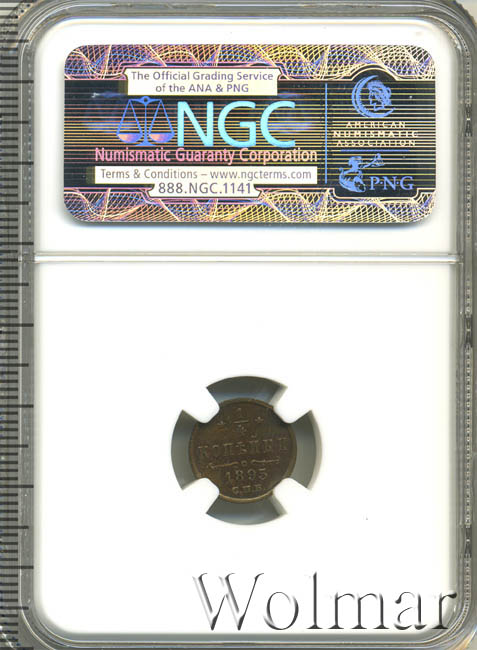 The Official Grading Service
of the ANA & PNG
NGC
Numismatic Guaranty Corporation
Terms & Conditions – www.ngcterms.com
888.NGC.1141
AMERICAN
NUMISMATIC
ASSOCIATION
PNG
1/4
КОПѢЙКИ
1895
С.П.Б.
Wolmar